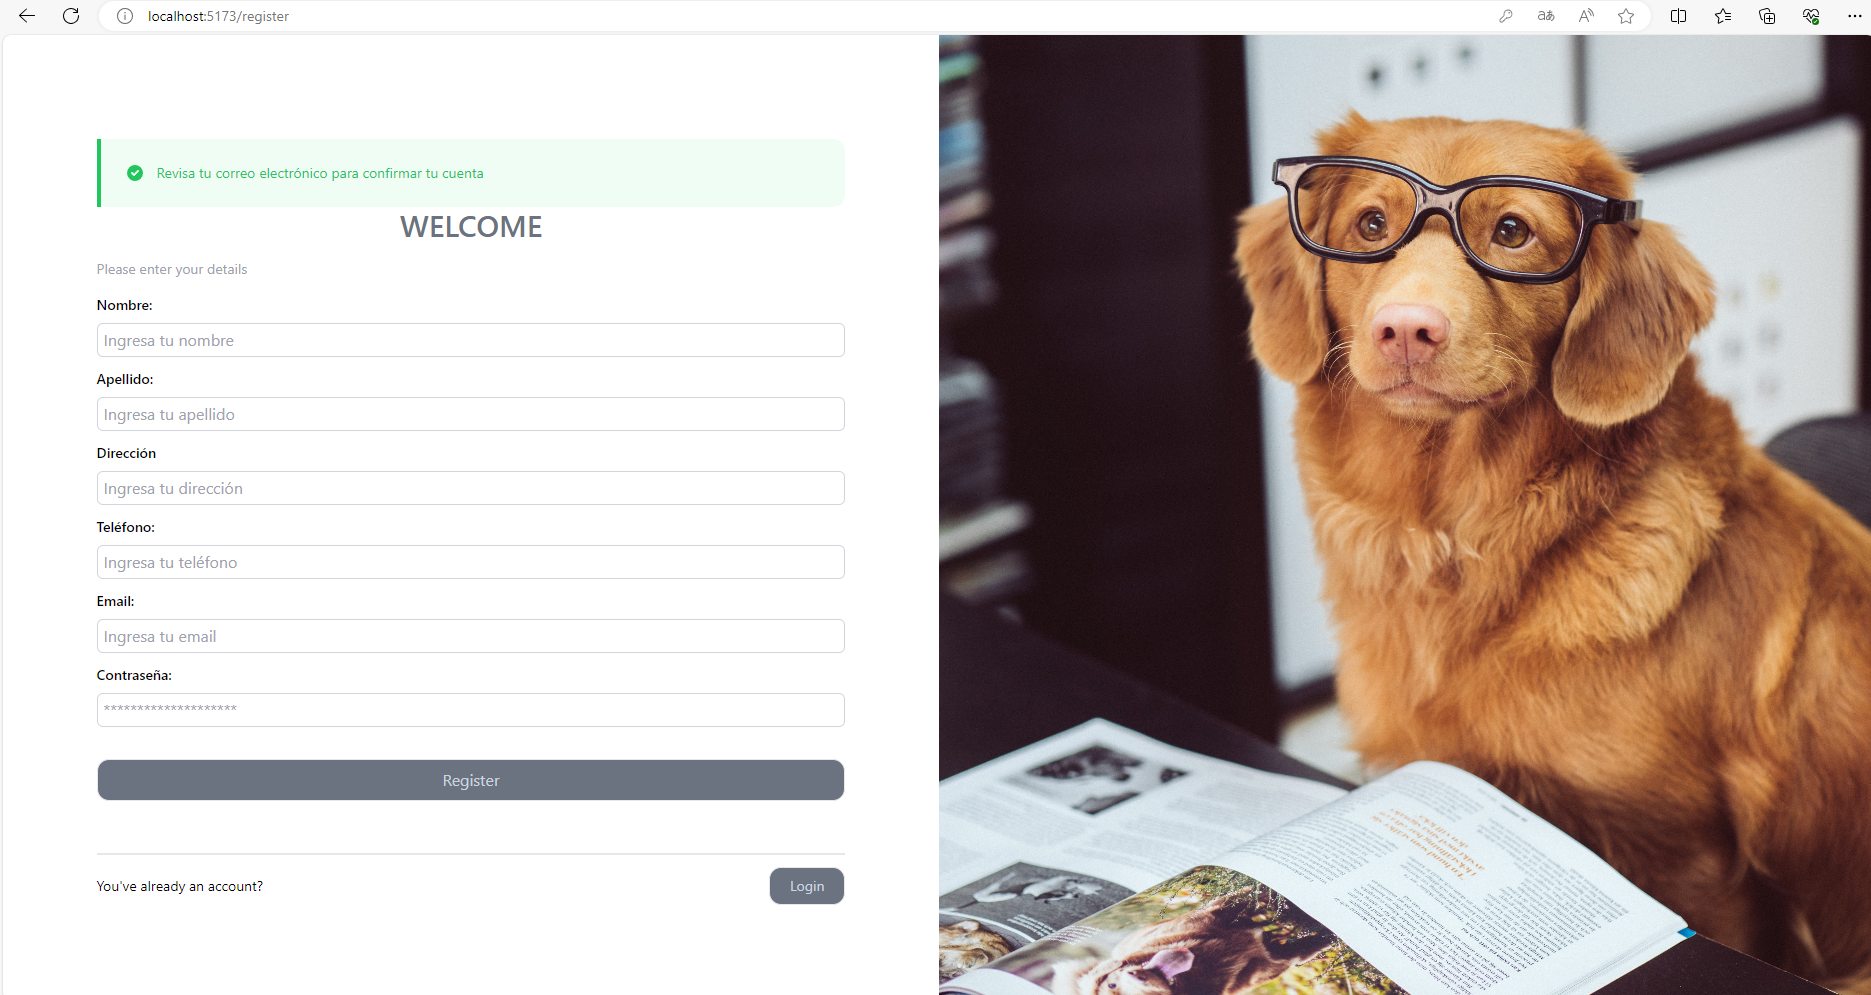 localhost:5173/register
Revisa tu correo electrónico para confirmar tu cuenta
WELCOME
Please enter your details
Nombre:
Ingresa tu nombre
Apellido:
Ingresa tu apellido
Dirección
Ingresa tu dirección
Teléfono:
Ingresa tu teléfono
Email:
Ingresa tu email
Contraseña:
********************
Register
You've already an account?
Login